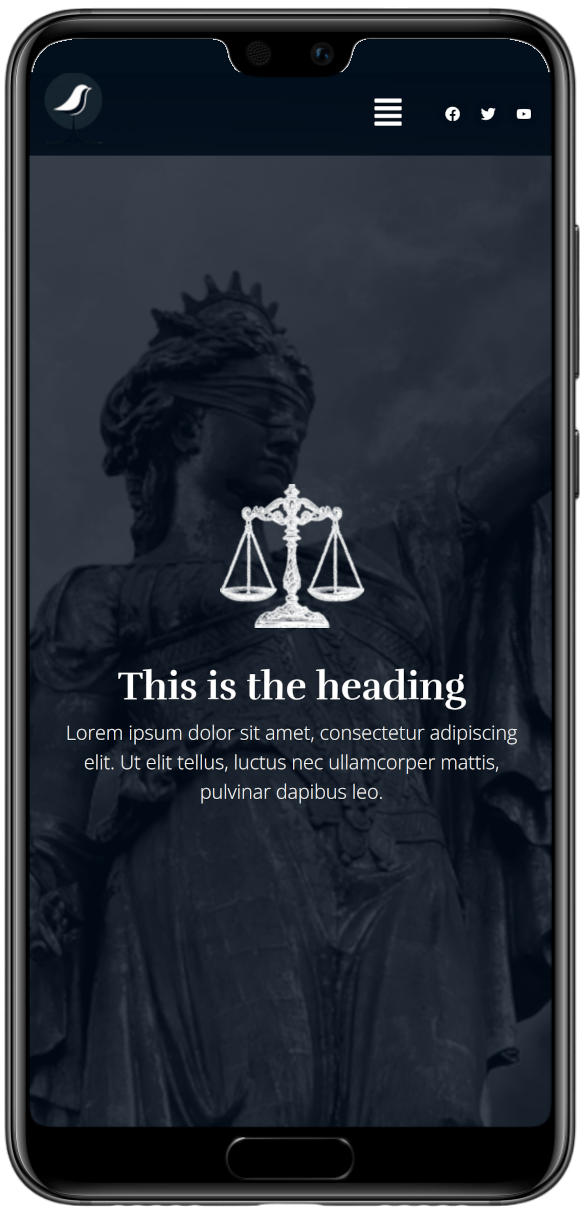 This is the heading
Lorem ipsum dolor sit amet, consectetur adipiscing
elit. Ut elit tellus, luctus nec ullamcorper mattis,
pulvinar dapibus leo.